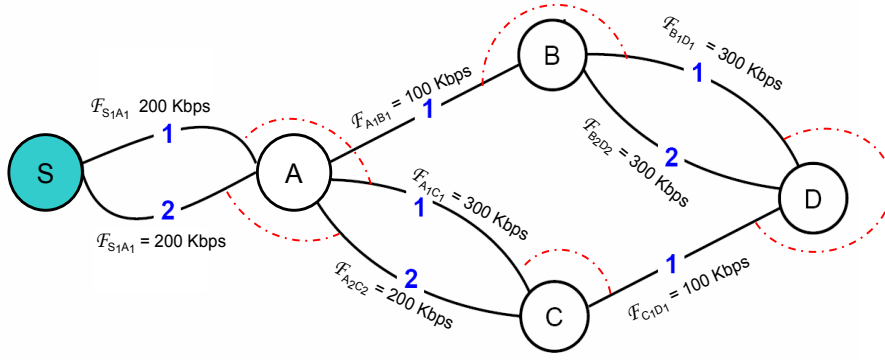 S
A
B
C
D
ℱS1A1 200 Kbps
1
2
ℱS1A1 = 200 Kbps
ℱA1B1 = 100 Kbps
1
ℱA1C1 = 300 Kbps
1
2
ℱA2C2 = 200 Kbps
ℱB1D1 = 300 Kbps
1
2
ℱB2D2 = 300 Kbps
1
ℱC1D1 = 100 Kbps